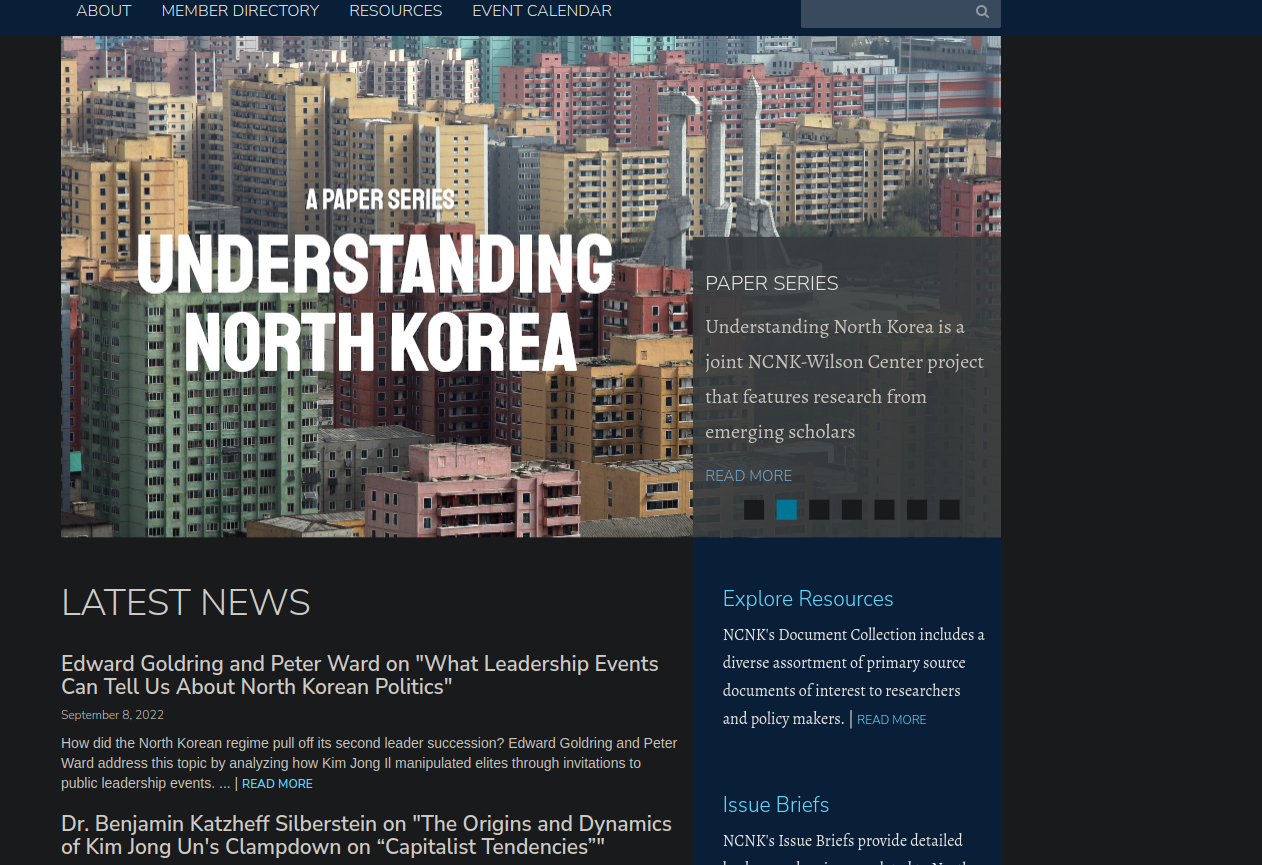 ABOUT MEMBER DIRECTORY RESOURCES EVENT CALENDAR
A PAPER SERIES
UNDERSTANDING
NORTH KOREA
PAPER SERIES
Understanding North Korea is a
joint NCNK-Wilson Center project
that features research from
emerging scholars
READ MORE
LATEST NEWS
Edward Goldring and Peter Ward on "What Leadership Events
Can Tell Us About North Korean Politics"
September 8, 2022
How did the North Korean regime pull off its second leader succession? Edward Goldring and Peter
Ward address this topic by analyzing how Kim Jong Il manipulated elites through invitations to
public leadership events. ... | READ MORE
Dr. Benjamin Katzheff Silberstein on "The Origins and Dynamics
of Kim Jong Un's Clampdown on “Capitalist Tendencies”"
Explore Resources
NCNK's Document Collection includes a
diverse assortment of primary source
documents of interest to researchers
and policy makers. | READ MORE
Issue Briefs
NCNK's Issue Briefs provide detailed